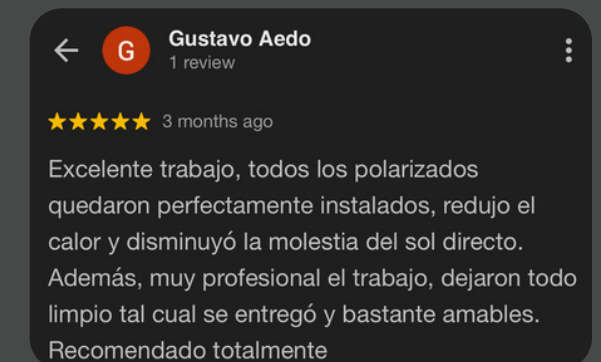 G
Gustavo Aedo
1 review
★★★★★ 3 months ago
Excelente trabajo, todos los polarizados
quedaron perfectamente instalados, redujo el
calor y disminuyó la molestia del sol directo.
Además, muy profesional el trabajo, dejaron todo
limpio tal cual se entregó y bastante amables.
Recomendado totalmente